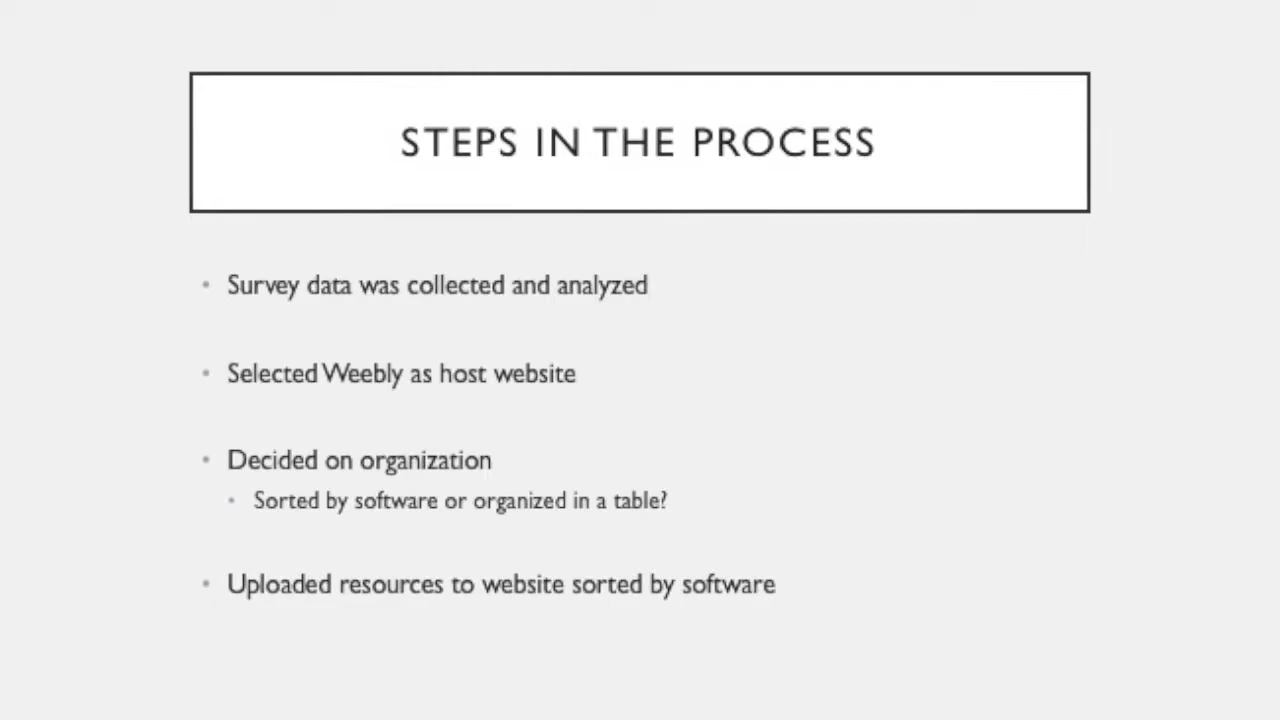 STEPS IN THE PROCESS
• Survey data was collected and analyzed
• Selected Weebly as host website
• Decided on organization
• Sorted by software or organized in a table?
• Uploaded resources to website sorted by software